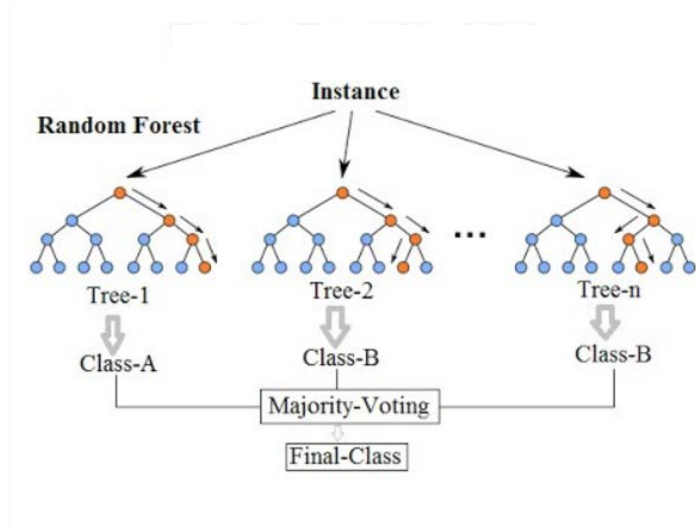 Instance
Random Forest
...
Tree-1
Tree-2
Tree-n
Class-A
Class-B
Class-B
Majority-Voting
Final-Class